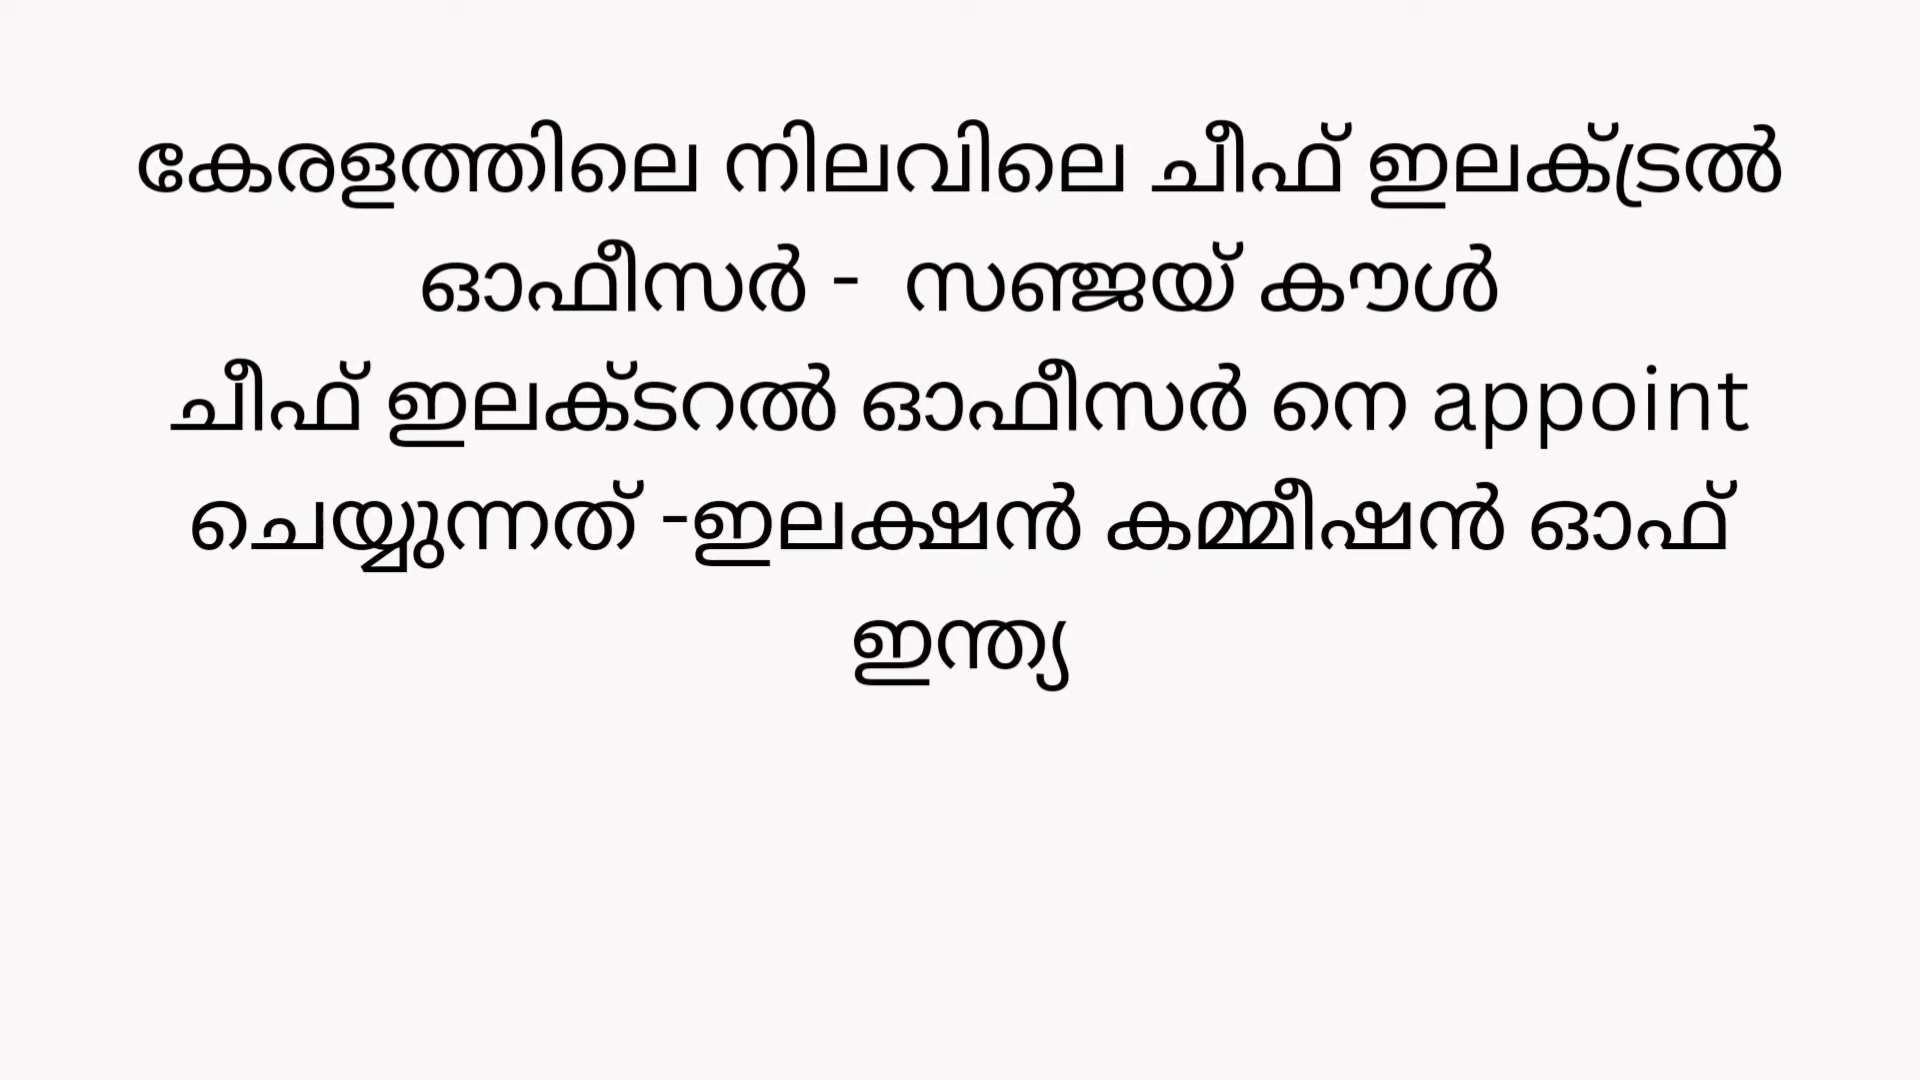 കേരളത്തിലെ നിലവിലെ ചീഫ് ഇലക്ട്രൽ
ഓഫീസർ - സഞ്ജയ് കൗൾ
ചീഫ് ഇലക്ടറൽ ഓഫീസർ നെ appoint
ചെയ്യുന്നത് -ഇലക്ഷൻ കമ്മീഷൻ ഓഫ്
ഇന്ത്യ